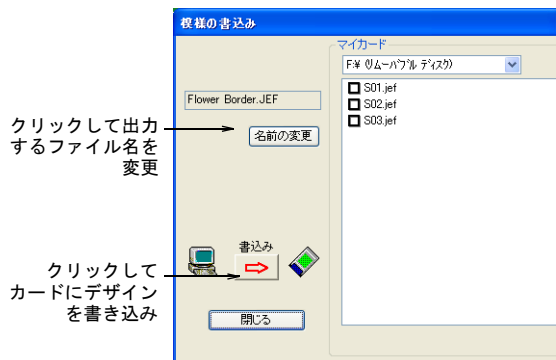 模様の書込み
マイカード
F:¥ (リムーバブル ディスク)
Flower Border.JEF
S01.jef
S02.jef
S03.jef
クリックして出力
するファイル名を
変更
名前の変更
書込み
クリックして
カードにデザイン
を書き込み
閉じる